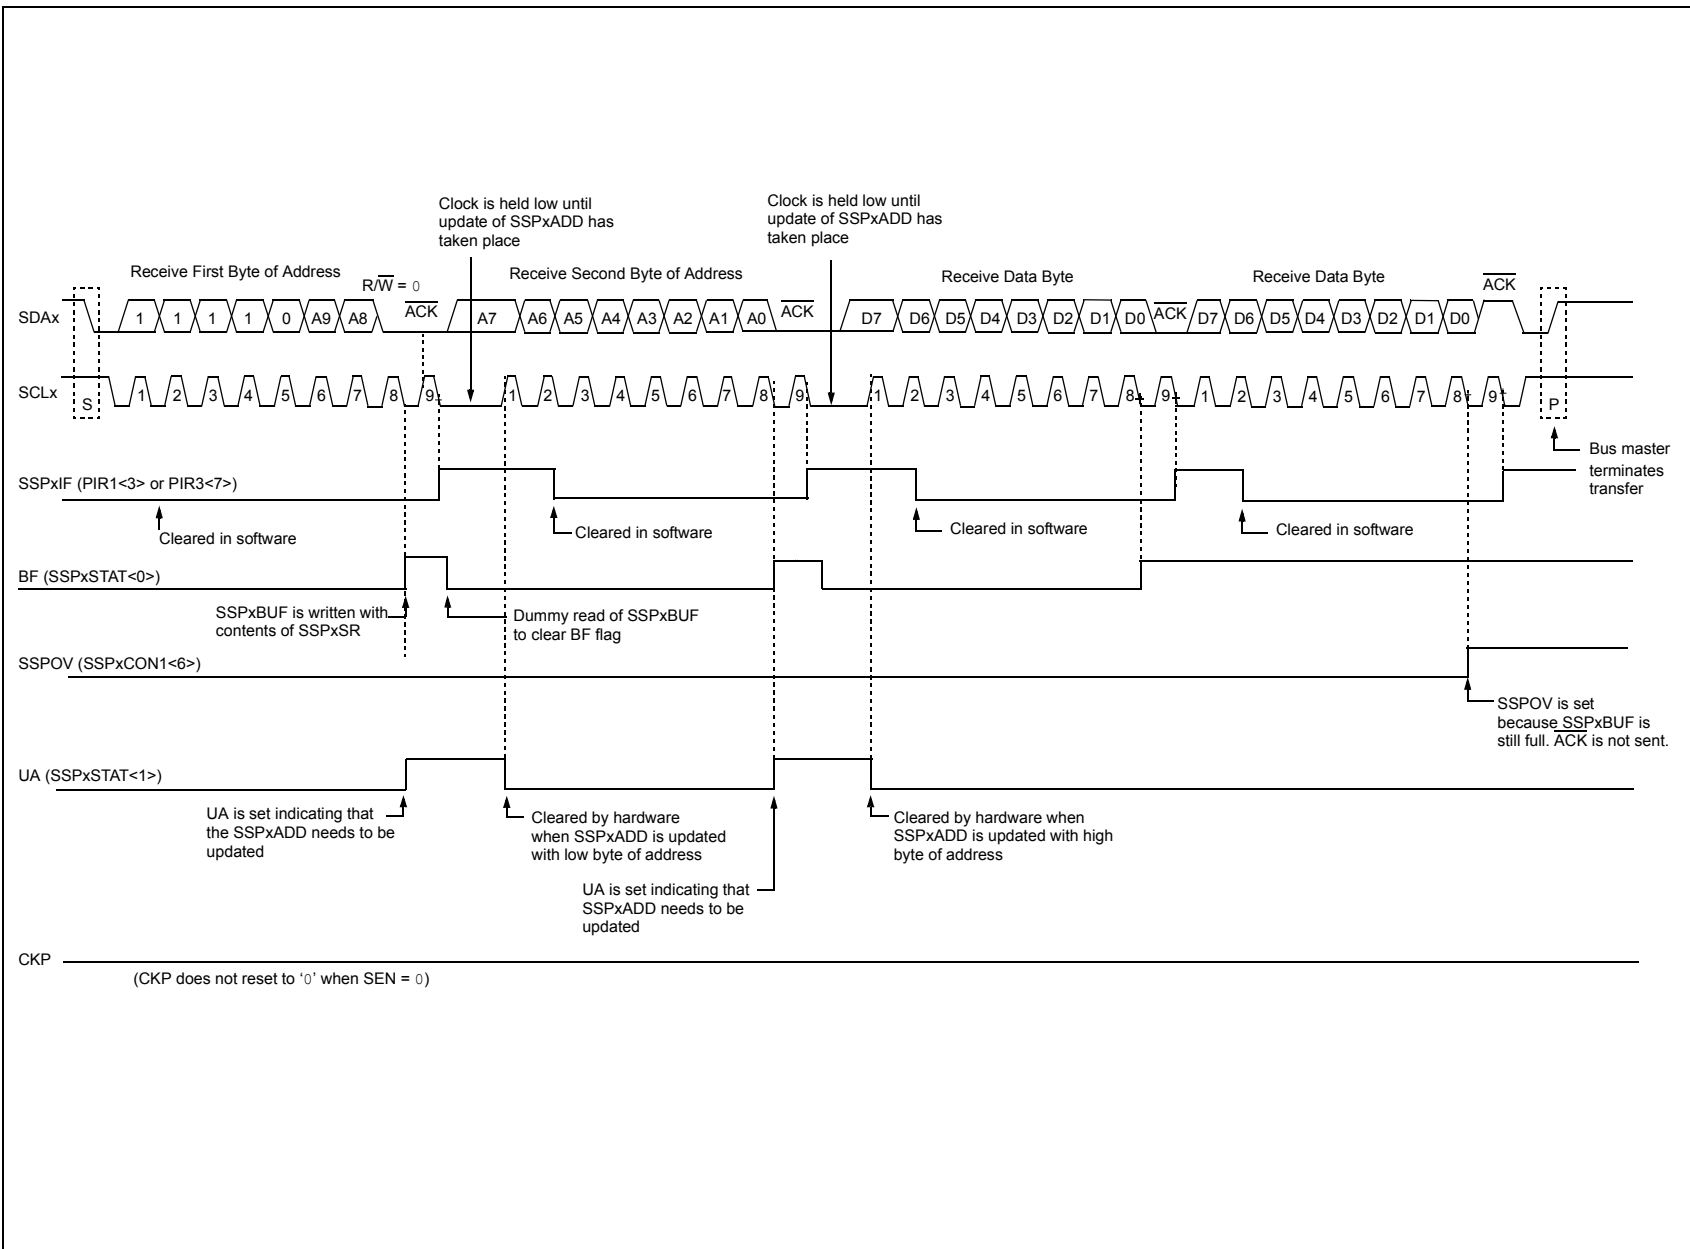 Clock is held low until
update of SSPxADD has
taken place
Clock is held low until
update of SSPxADD has
taken place
Receive First Byte of Address
R/W = 0
ACK
Receive Second Byte of Address
ACK
Receive Data Byte
ACK
Receive Data Byte
ACK
SDAx
1 1 1 1 0 A9 A8
A7 A6 A5 A4 A3 A2 A1 A0
D7 D6 D5 D4 D3 D2 D1 D0
D7 D6 D5 D4 D3 D2 D1 D0
SCLx
S
1 2 3 4 5 6 7 8 9
1 2 3 4 5 6 7 8 9
1 2 3 4 5 6 7 8 9
1 2 3 4 5 6 7 8 9
P
Bus master
terminates
transfer
SSPxIF (PIR1<3> or PIR3<7>)
Cleared in software
Cleared in software
Cleared in software
Cleared in software
BF (SSPxSTAT<0>)
SSPxBUF is written with
contents of SSPxSR
Dummy read of SSPxBUF
to clear BF flag
SSPOV (SSPxCON1<6>)
SSPOV is set
because SSPxBUF is
still full. ACK is not sent.
UA (SSPxSTAT<1>)
UA is set indicating that
the SSPxADD needs to be
updated
Cleared by hardware
when SSPxADD is updated
with low byte of address
UA is set indicating that
SSPxADD needs to be
updated
Cleared by hardware when
SSPxADD is updated with high
byte of address
CKP
(CKP does not reset to ‘0’ when SEN = 0)